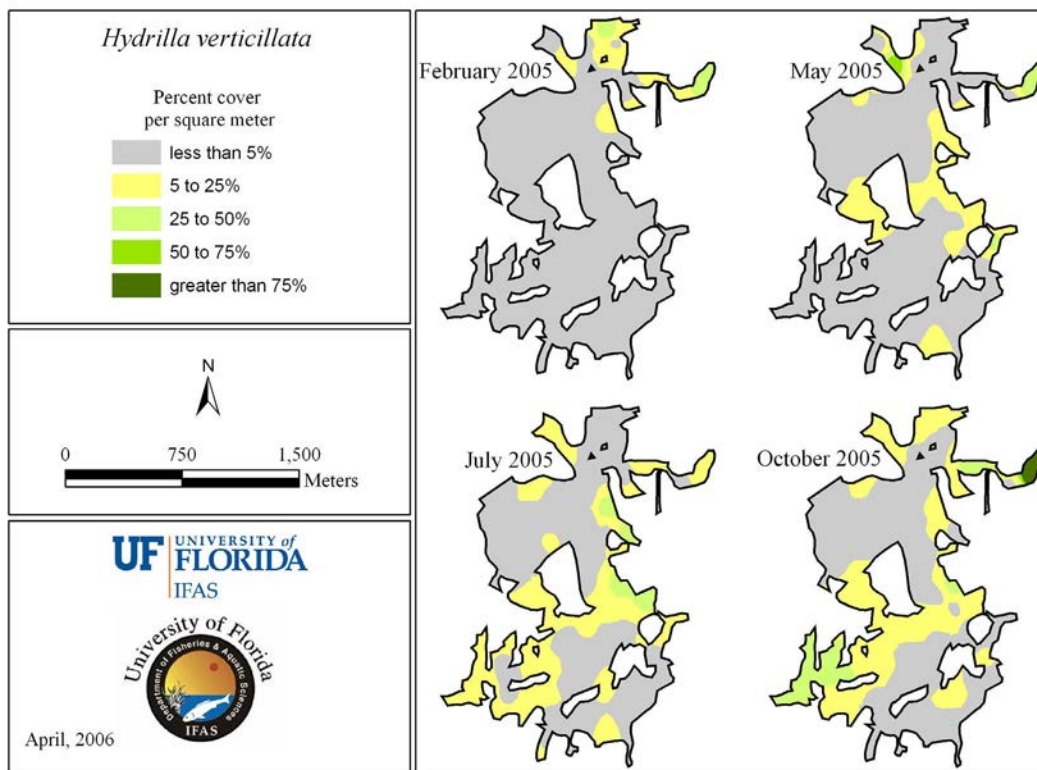 Hydrilla verticillata
Percent cover
per square meter
less than 5%
5 to 25%
25 to 50%
50 to 75%
greater than 75%
N
0 750 1,500
Meters
UF UNIVERSITY of
FLORIDA
IFAS
University of Florida
Department of Fisheries & Aquatic Sciences
IFAS
April, 2006
February 2005
May 2005
July 2005
October 2005